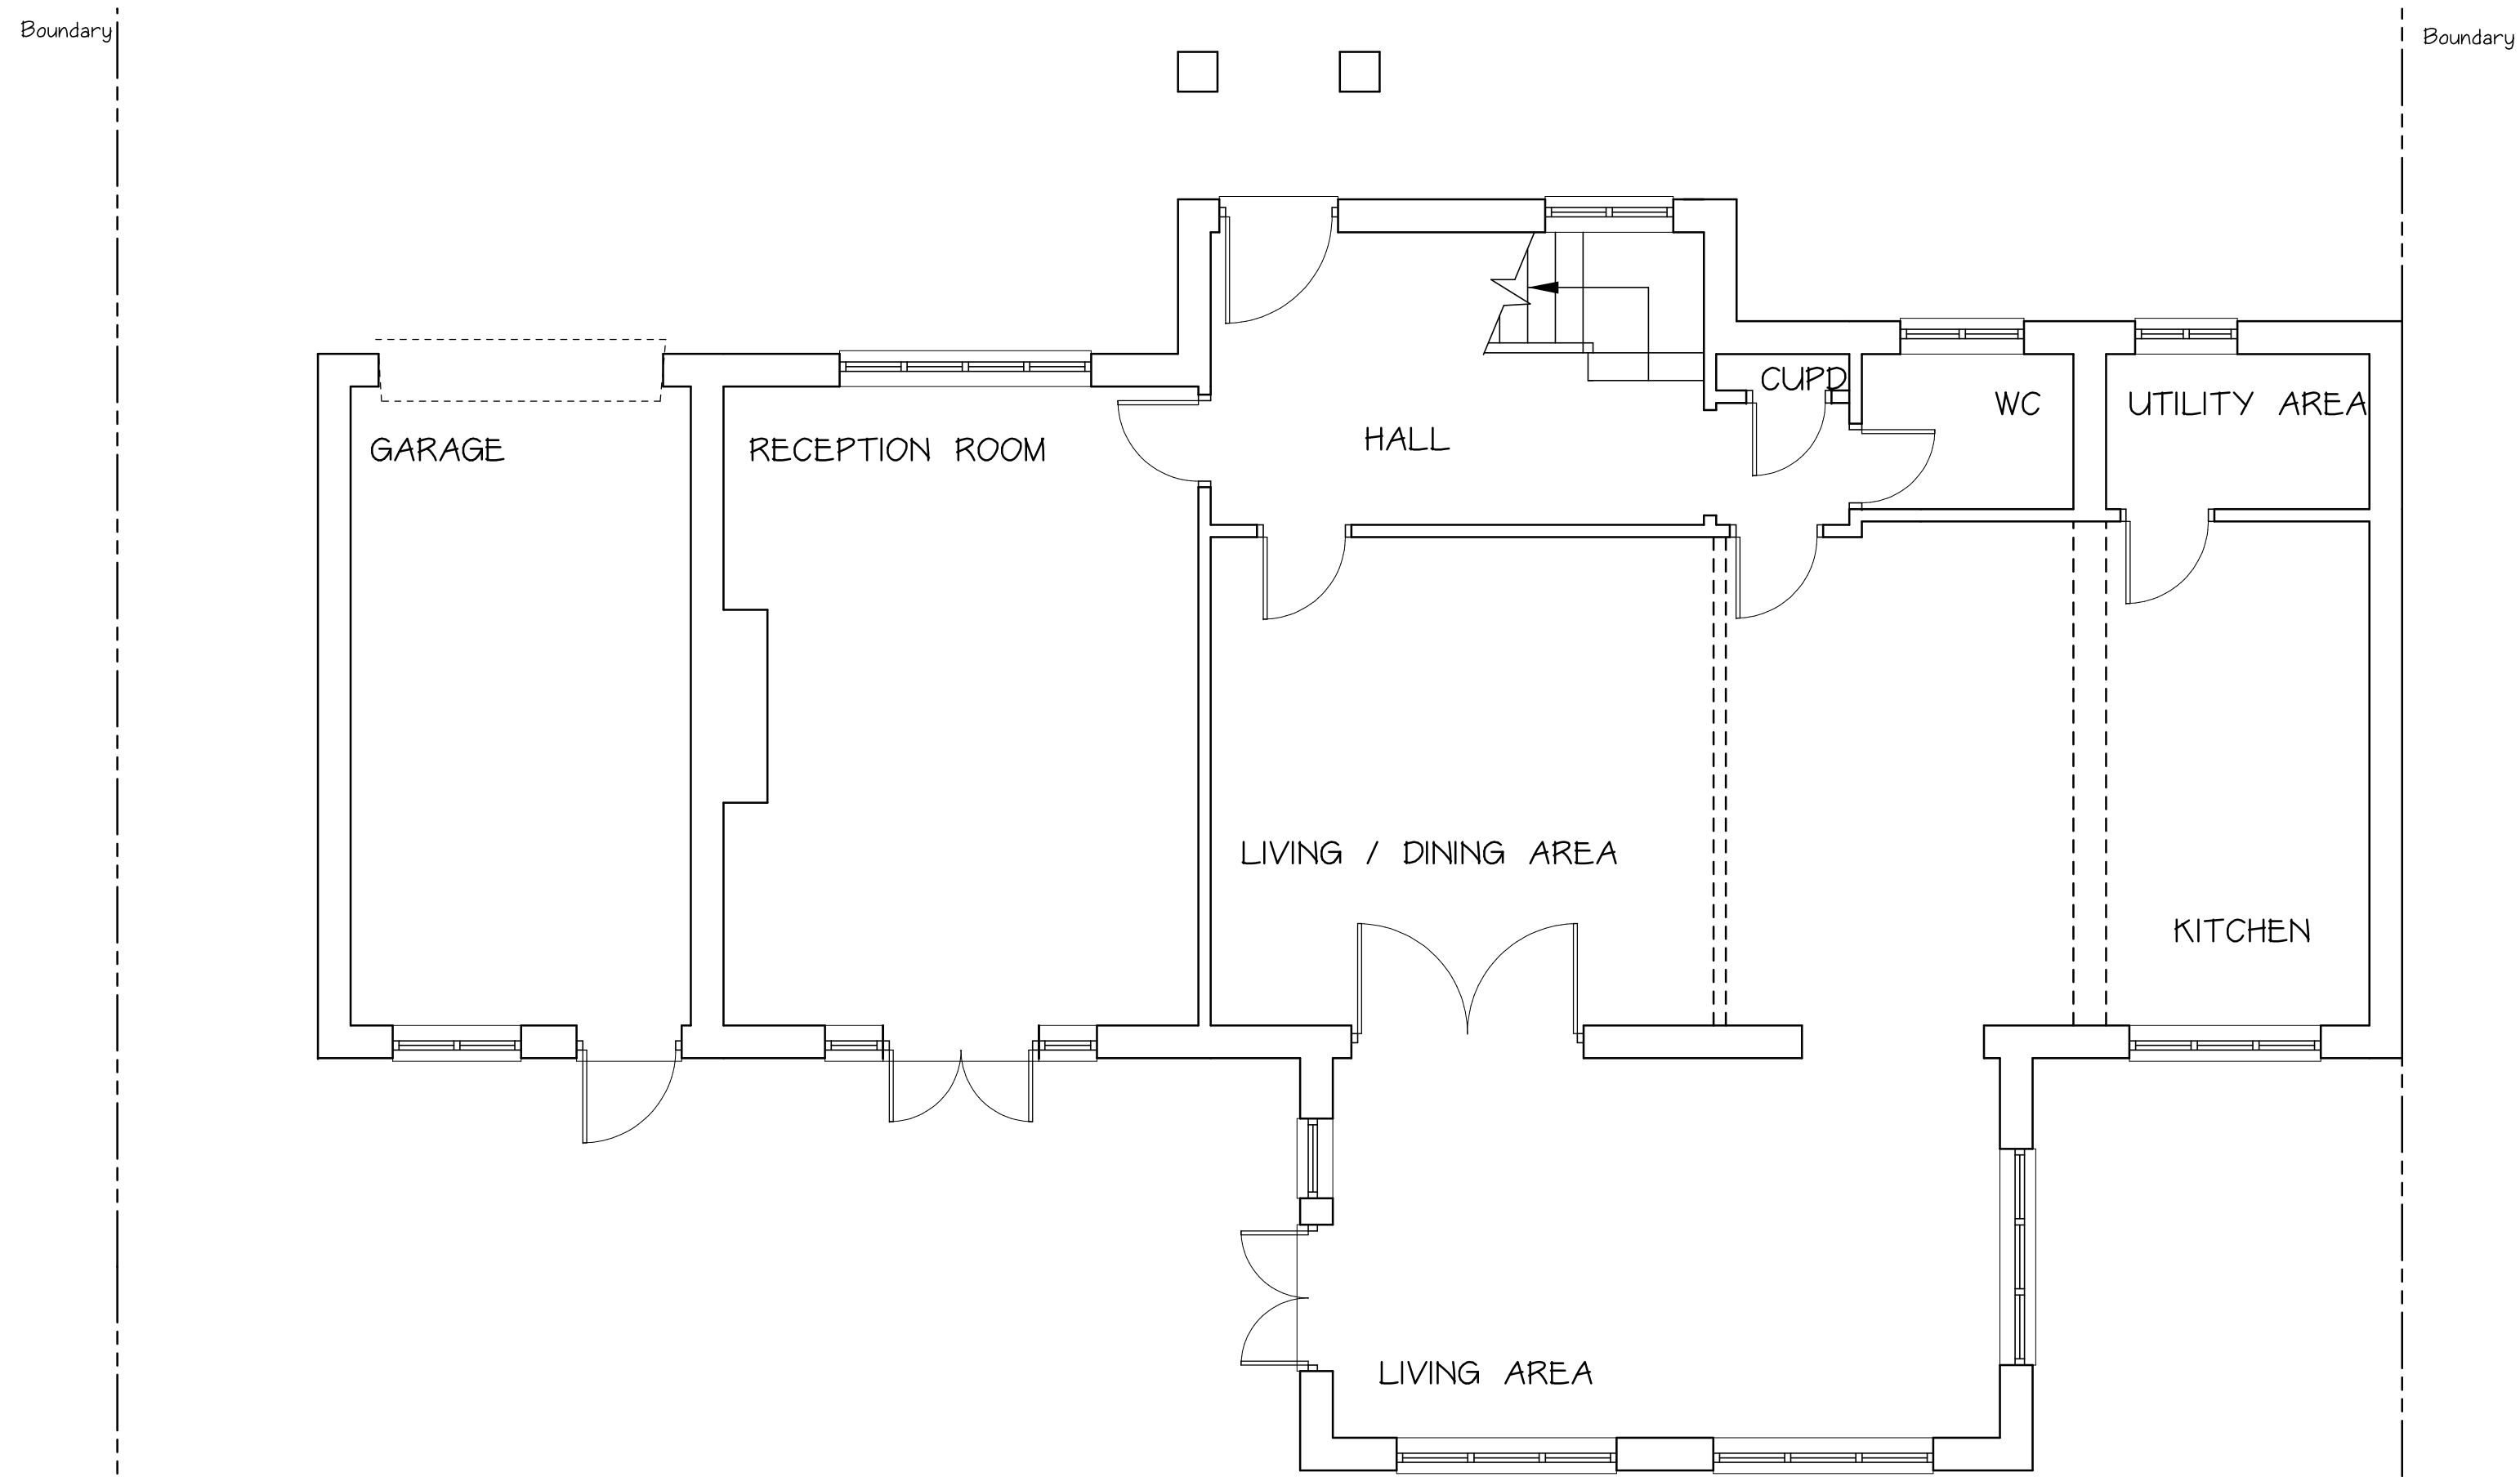 Boundary
Boundary
CUPD
WC
UTILITY AREA
GARAGE
RECEPTION ROOM
HALL
LIVING / DINING AREA
KITCHEN
LIVING AREA